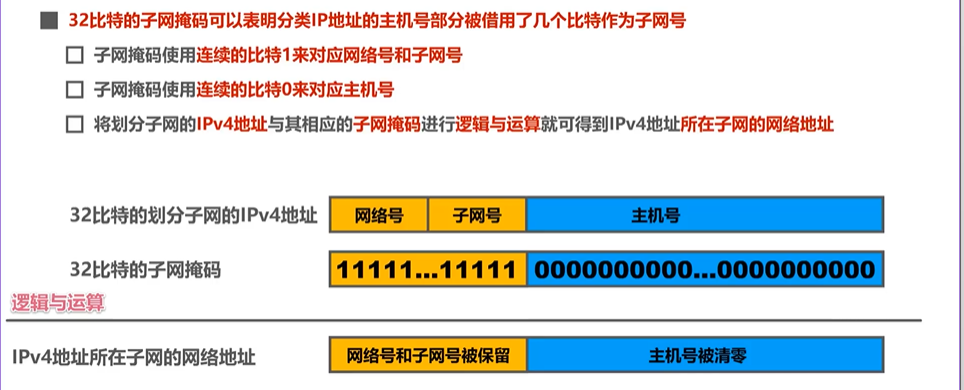 32比特的子网掩码可以表明分类IP地址的主机号部分被借用了几个比特作为子网号
子网掩码使用连续的比特1来对应网络号和子网号
子网掩码使用连续的比特0来对应主机号
将划分子网的IPv4地址与其相应的子网掩码进行逻辑与运算就可得到IPv4地址所在子网的网络地址
32比特的划分子网的IPv4地址 网络号 子网号 主机号
32比特的子网掩码 11111...11111 0000000000...0000000000
逻辑与运算
IPv4地址所在子网的网络地址 网络号和子网号被保留 主机号被清零